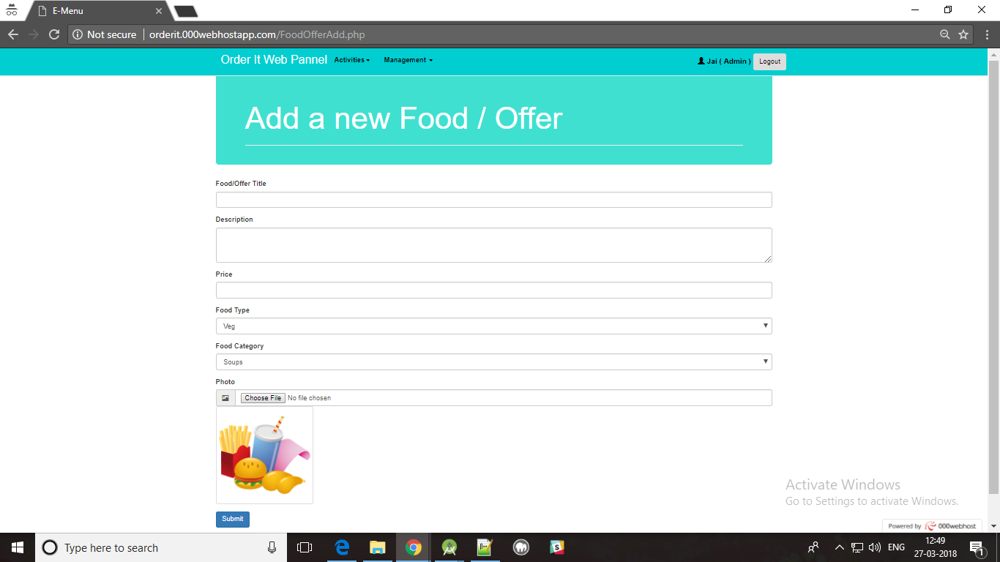 E-Menu
Not secure orderit.000webhostapp.com/FoodOfferAdd.php
Order It Web Pannel Activities Management Jai ( Admin ) Logout
Add a new Food / Offer
Food/Offer Title
Description
Price
Food Type
Veg
Food Category
Soups
Photo
Choose File No file chosen
Activate Windows
Go to Settings to activate Windows.
Submit
Powered by 000webhost
Type here to search
ENG
12:49
27-03-2018
1